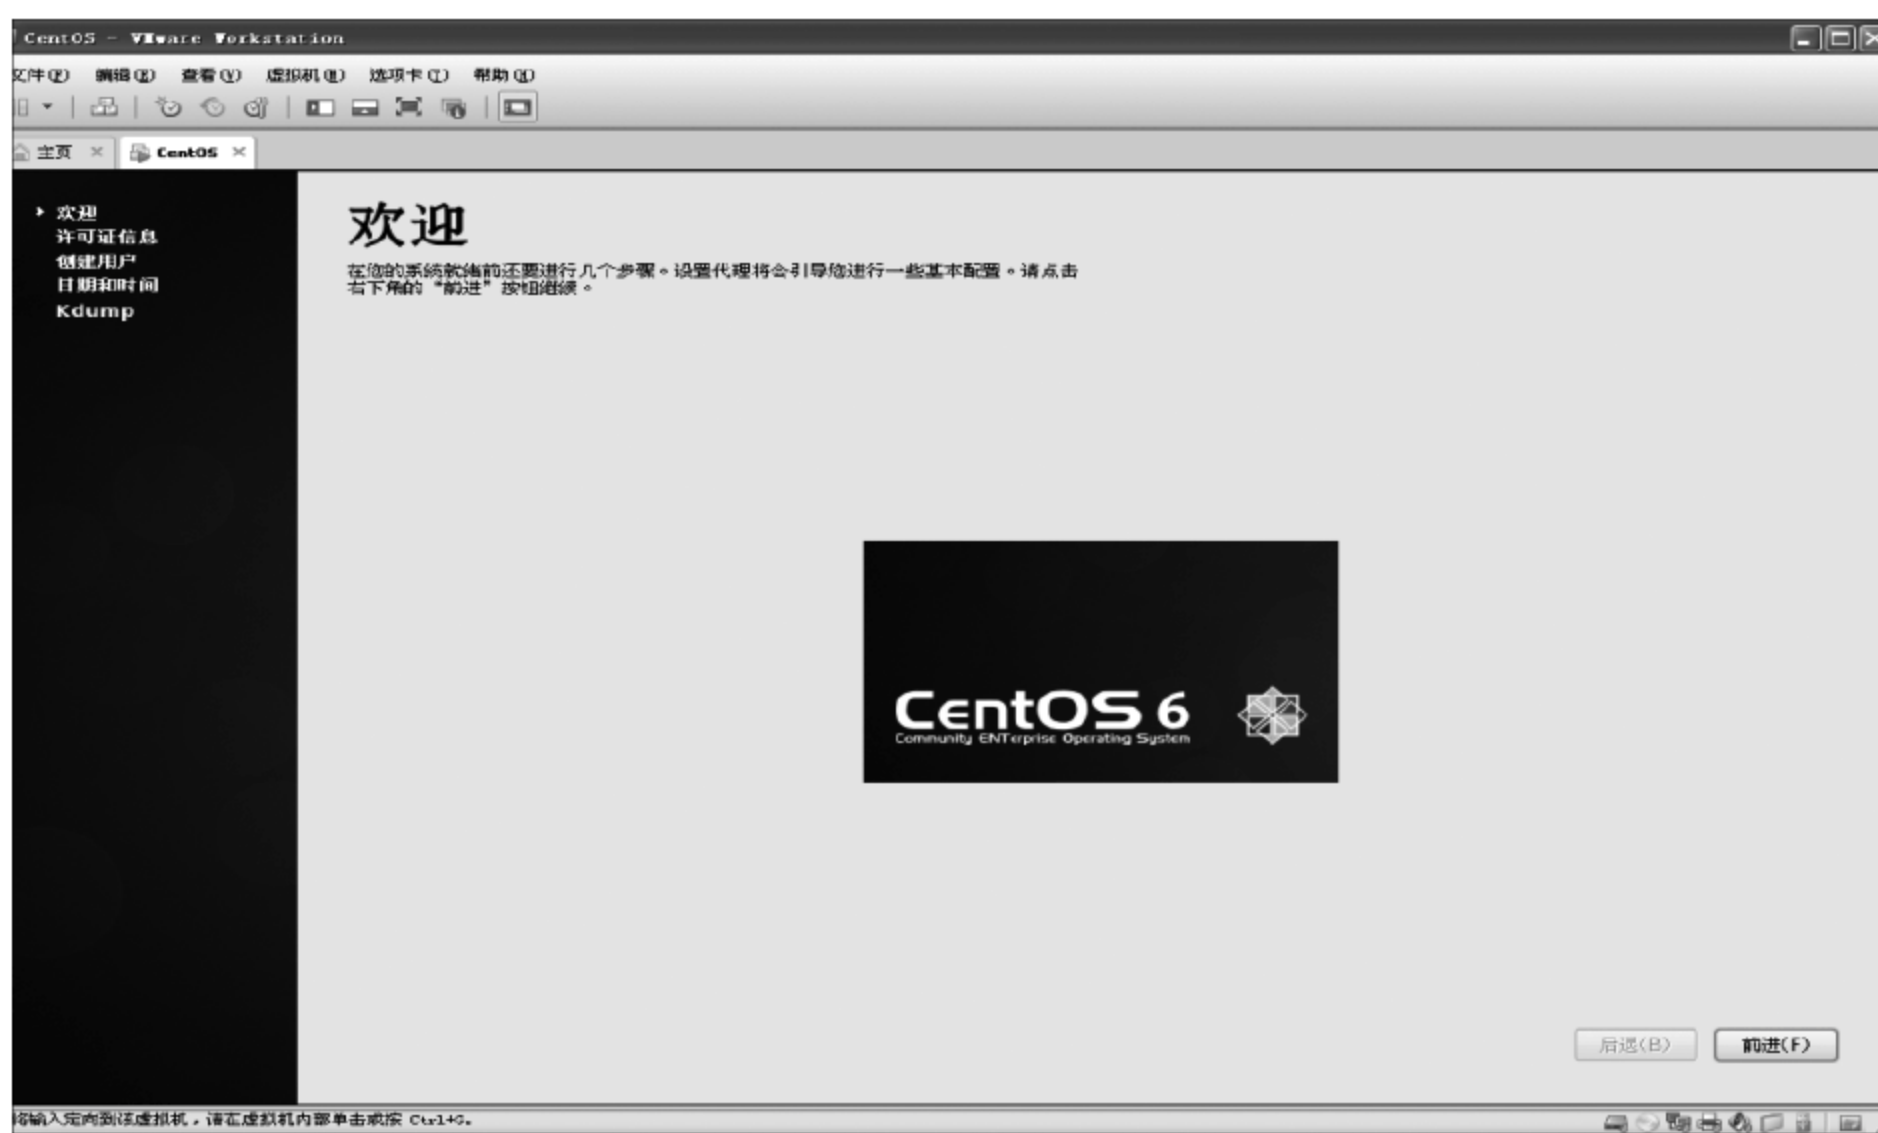 CentOS - VMware Workstation
文件(F) 编辑(E) 查看(V) 虚拟机(M) 选项卡(T) 帮助(H)
主页 CentOS
欢迎
许可证信息
创建用户
日期和时间
Kdump
欢迎
在您的系统就绪前还要进行几个步骤。设置代理将会引导您进行一些基本配置。请点击
右下角的“前进”按钮继续。
CentOS 6
Community ENTerprise Operating System
后退(B) 前进(F)
将输入定向到该虚拟机，请在虚拟机内部单击或按 Ctrl+G。